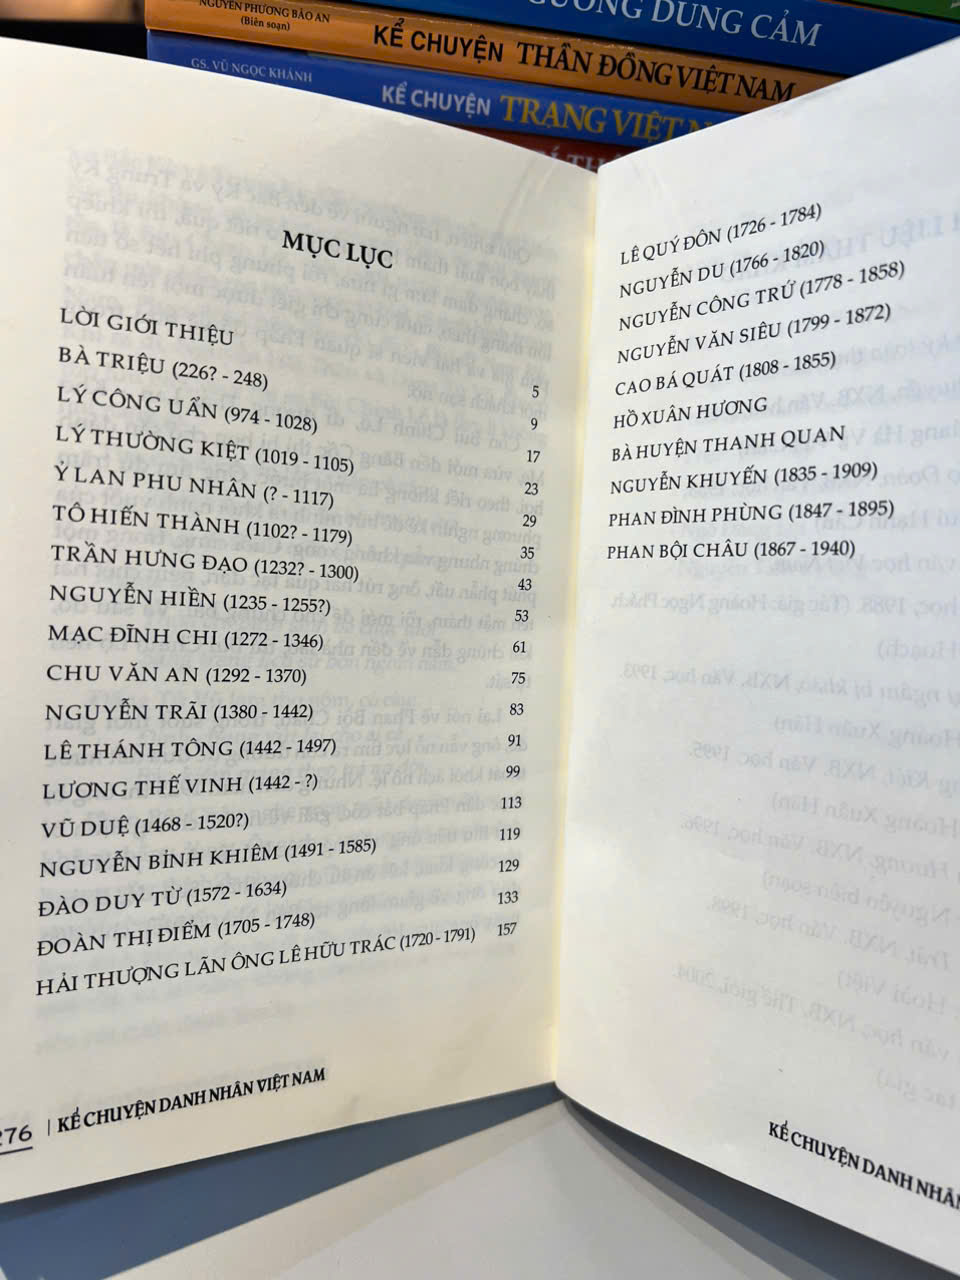 NGUYỄN PHƯƠNG BẢO AN
(Biên soạn)
DŨNG CẢM
KỂ CHUYỆN THẦN ĐỒNG VIỆT NAM
GS. VŨ NGỌC KHÁNH
KỂ CHUYỆN TRẠNG VIỆT
MỤC LỤC
LỜI GIỚI THIỆU
BÀ TRIỆU (226? - 248) 5
LÝ CÔNG UẨN (974 - 1028) 9
LÝ THƯỜNG KIỆT (1019 - 1105) 17
Ỷ LAN PHU NHÂN (? - 1117) 23
TÔ HIẾN THÀNH (1102? - 1179) 29
TRẦN HƯNG ĐẠO (1232? - 1300) 35
NGUYỄN HIỀN (1235 - 1255?) 43
MẠC ĐĨNH CHI (1272 - 1346) 53
CHU VĂN AN (1292 - 1370) 61
NGUYỄN TRÃI (1380 - 1442) 75
LÊ THÁNH TÔNG (1442 - 1497) 83
LƯƠNG THẾ VINH (1442 - ?) 91
VŨ DUỆ (1468 - 1520?) 99
NGUYỄN BỈNH KHIÊM (1491 - 1585) 113
ĐÀO DUY TỪ (1572 - 1634) 119
ĐOÀN THỊ ĐIỂM (1705 - 1748) 129
HẢI THƯỢNG LÃN ÔNG LÊ HỮU TRÁC (1720 - 1791) 133
157
276 | KỂ CHUYỆN DANH NHÂN VIỆT NAM
LÊ QUÝ ĐÔN (1726 - 1784)
NGUYỄN DU (1766 - 1820)
NGUYỄN CÔNG TRỨ (1778 - 1858)
NGUYỄN VĂN SIÊU (1799 - 1872)
CAO BÁ QUÁT (1808 - 1855)
HỒ XUÂN HƯƠNG
BÀ HUYỆN THANH QUAN
NGUYỄN KHUYẾN (1835 - 1909)
PHAN ĐÌNH PHÙNG (1847 - 1895)
PHAN BỘI CHÂU (1867 - 1940)
KỂ CHUYỆN DANH NHÂN